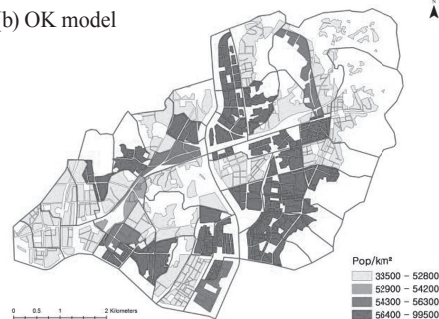 (b) OK model
N
Pop/km²
33500 – 52800
52900 – 54200
54300 – 56300
56400 – 99500
0 0.5 1 2 Kilometers